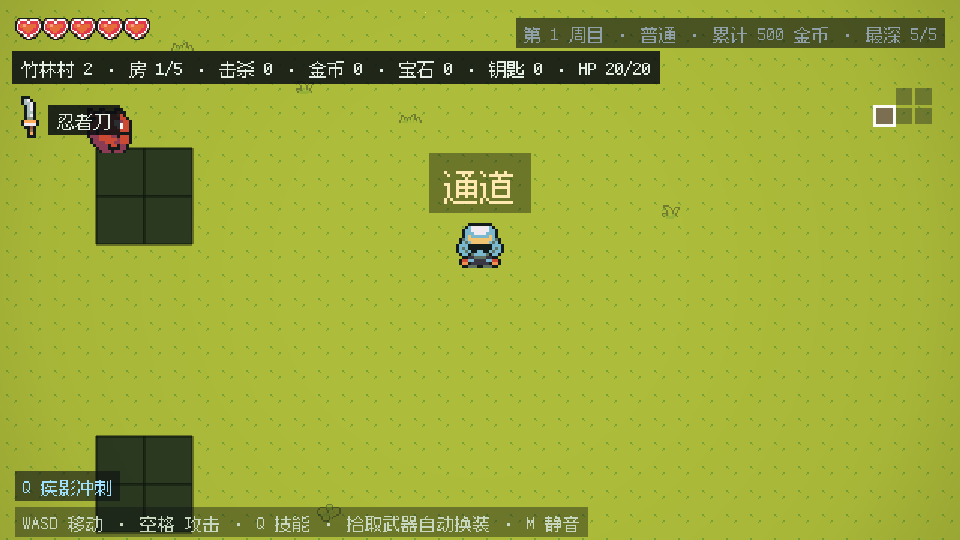 第 1 周目 · 普通 · 累计 500 金币 · 最深 5/5
竹林村 2 · 房 1/5 · 击杀 0 · 金币 0 · 宝石 0 · 钥匙 0 · HP 20/20
忍者刀
通道
Q 疾影冲刺
WASD 移动 · 空格 攻击 · Q 技能 · 拾取武器自动换装 · M 静音